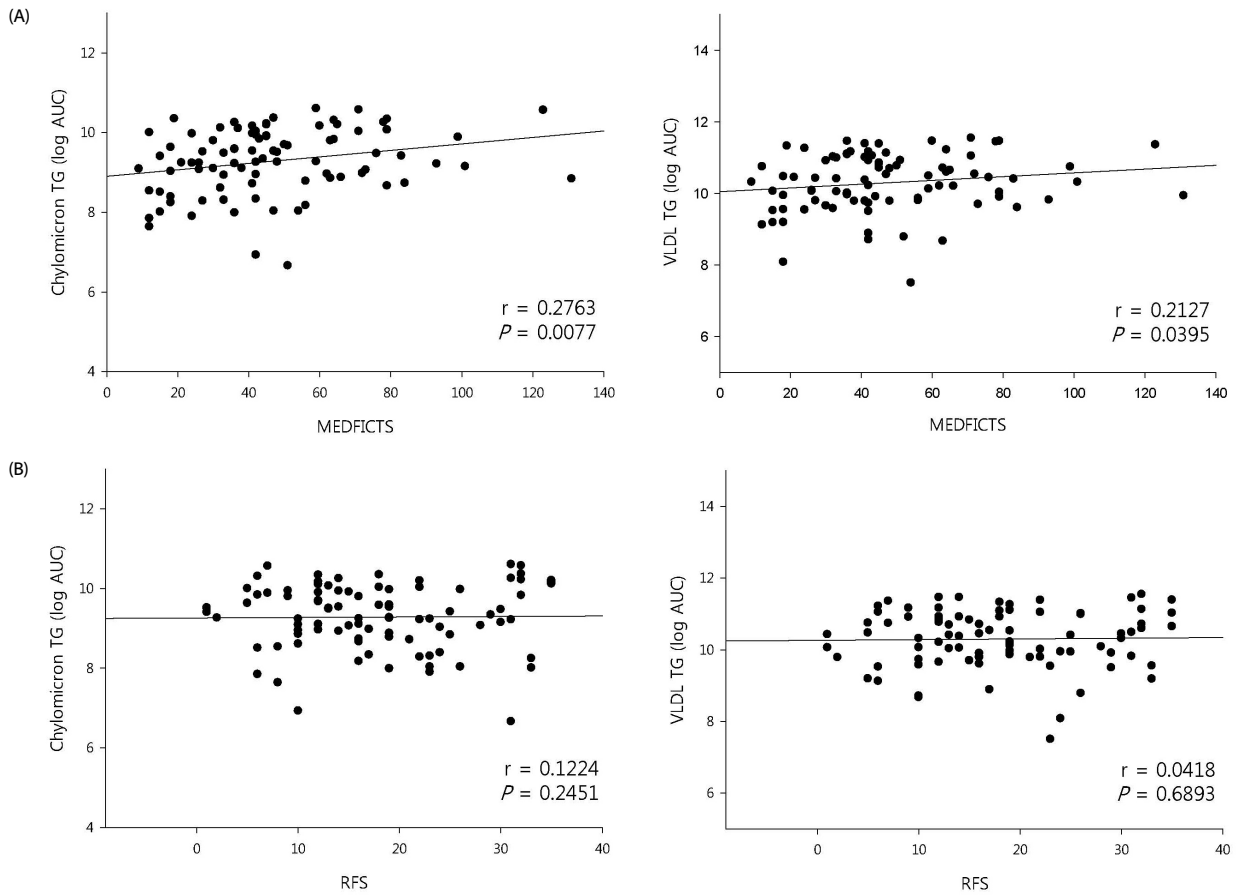 (A)
Chylomicron TG (log AUC)
12
10
8
6
4
0 20 40 60 80 100 120 140
MEDFICTS
r = 0.2763
P = 0.0077
VLDL TG (log AUC)
14
12
10
8
6
0 20 40 60 80 100 120 140
MEDFICTS
r = 0.2127
P = 0.0395
(B)
Chylomicron TG (log AUC)
12
10
8
6
4
0 10 20 30 40
RFS
r = 0.1224
P = 0.2451
VLDL TG (log AUC)
14
12
10
8
6
0 10 20 30 40
RFS
r = 0.0418
P = 0.6893